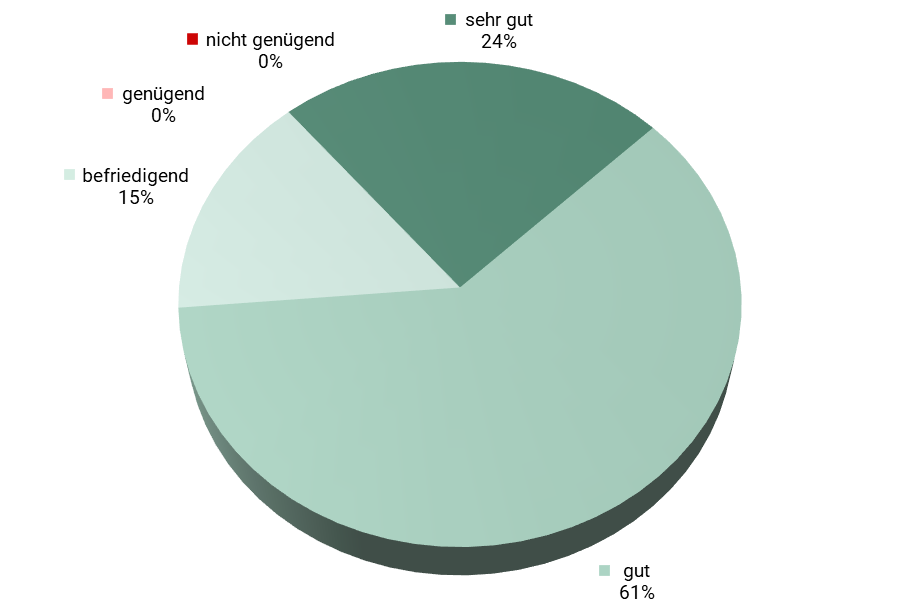 sehr gut
24%
nicht genügend
0%
genügend
0%
befriedigend
15%
gut
61%